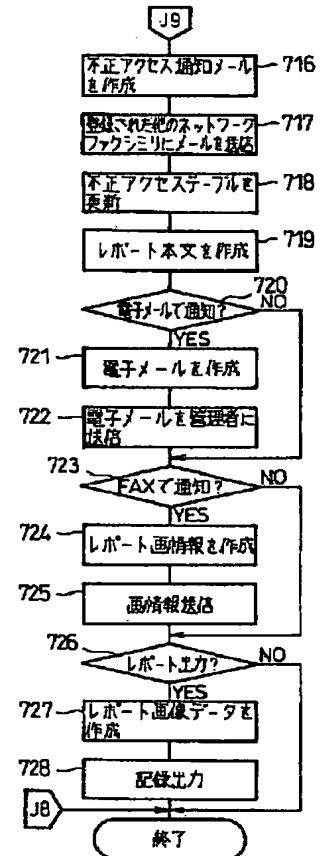 J9
不正アクセス通知メール
を作成
716
登録された他のネットワーク
ファクシミリにメールを送信
717
不正アクセステーブルを
更新
718
レポート本文を作成
719
電子メールで通知?
720
NO
YES
721
電子メールを作成
722
電子メールを管理者に
送信
723
FAXで通知?
NO
YES
724
レポート画情報を作成
725
画情報送信
726
レポート出力?
NO
YES
727
レポート画像データを
作成
728
記録出力
J8
終了